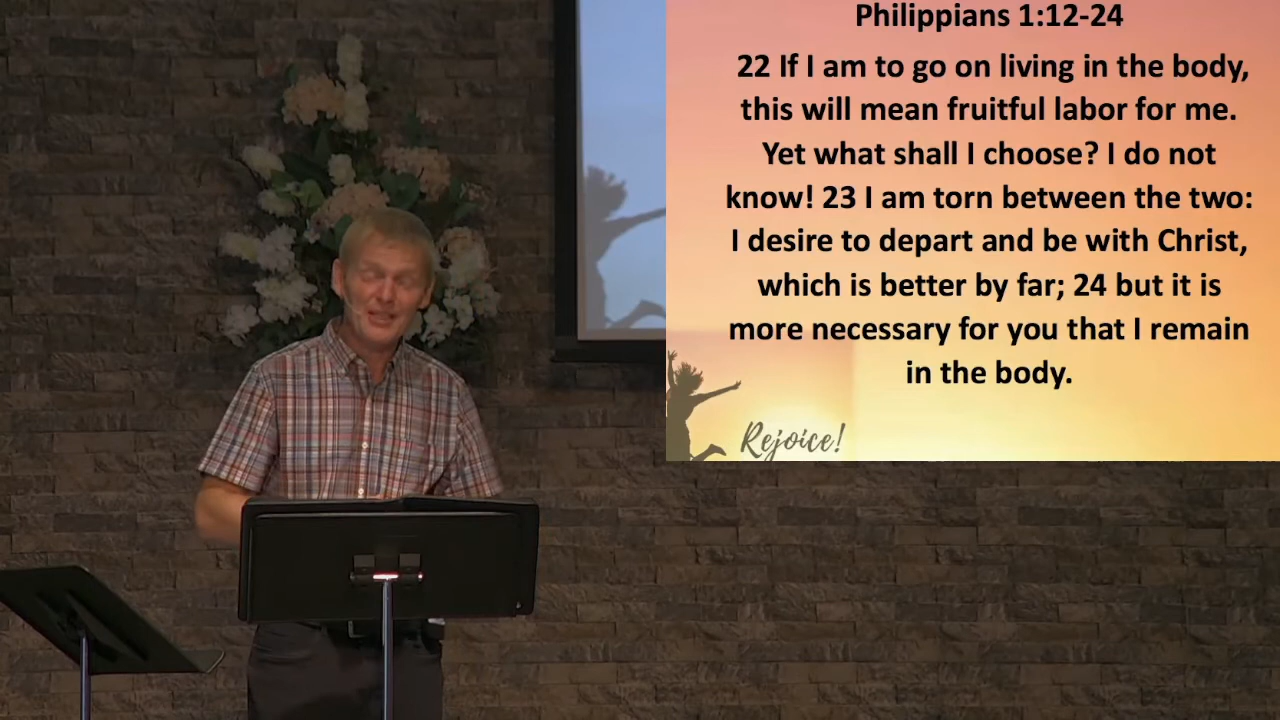 Philippians 1:12-24
22 If I am to go on living in the body,
this will mean fruitful labor for me.
Yet what shall I choose? I do not
know! 23 I am torn between the two:
I desire to depart and be with Christ,
which is better by far; 24 but it is
more necessary for you that I remain
in the body.
Rejoice!